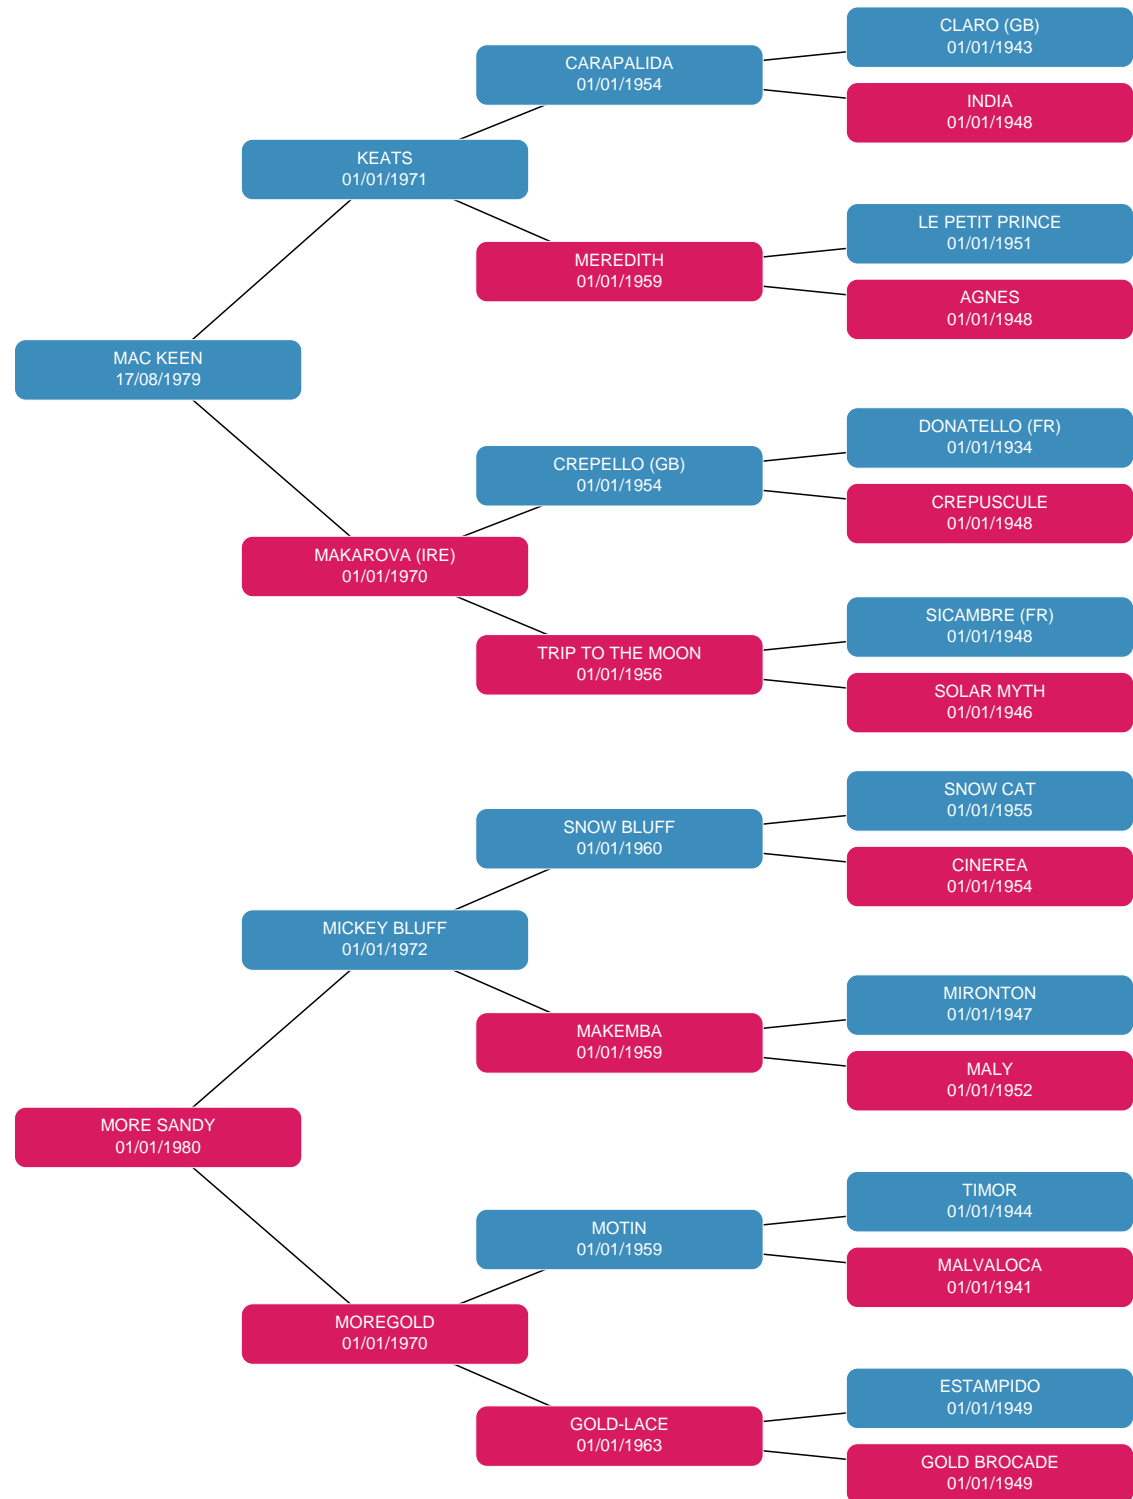 CLARO (GB)
01/01/1943
CARAPALIDA
01/01/1954
INDIA
01/01/1948
KEATS
01/01/1971
LE PETIT PRINCE
01/01/1951
MEREDITH
01/01/1959
AGNES
01/01/1948
MAC KEEN
17/08/1979
DONATELLO (FR)
01/01/1934
CREPELLO (GB)
01/01/1954
CREPUSCULE
01/01/1948
MAKAROVA (IRE)
01/01/1970
SICAMBRE (FR)
01/01/1948
TRIP TO THE MOON
01/01/1956
SOLAR MYTH
01/01/1946
SNOW CAT
01/01/1955
SNOW BLUFF
01/01/1960
CINEREA
01/01/1954
MICKEY BLUFF
01/01/1972
MIRONTON
01/01/1947
MAKEMBA
01/01/1959
MALY
01/01/1952
MORE SANDY
01/01/1980
TIMOR
01/01/1944
MOTIN
01/01/1959
MALVALOCA
01/01/1941
MOREGOLD
01/01/1970
ESTAMPIDO
01/01/1949
GOLD-LACE
01/01/1963
GOLD BROCADE
01/01/1949